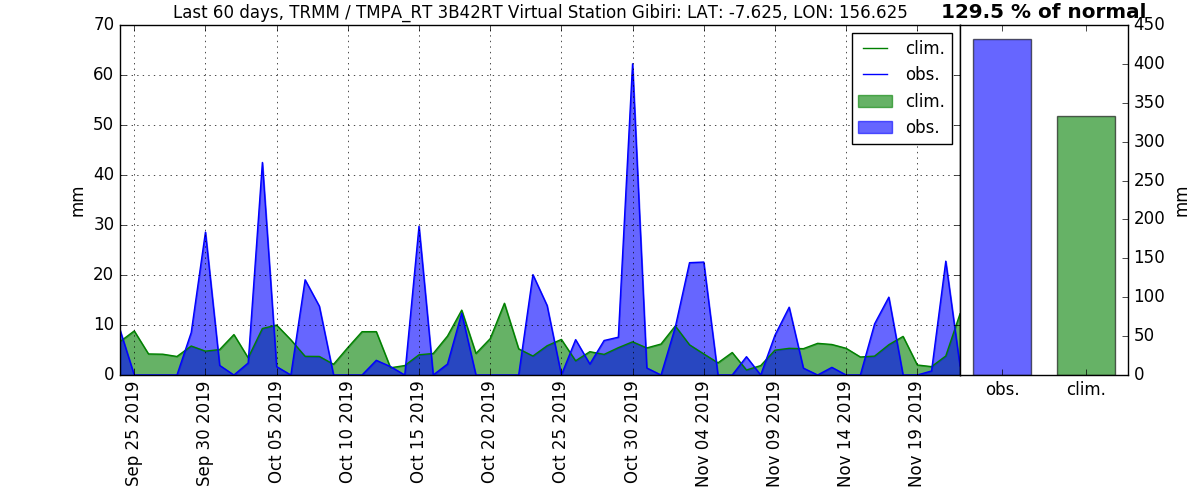 Last 60 days, TRMM / TMPA_RT 3B42RT Virtual Station Gibiri: LAT: -7.625, LON: 156.625
129.5 % of normal
70
60
50
40
30
20
10
0
mm
clim.
obs.
clim.
obs.
450
400
350
300
250
200
150
100
50
0
mm
obs.
clim.
Sep 25 2019
Sep 30 2019
Oct 05 2019
Oct 10 2019
Oct 15 2019
Oct 20 2019
Oct 25 2019
Oct 30 2019
Nov 04 2019
Nov 09 2019
Nov 14 2019
Nov 19 2019